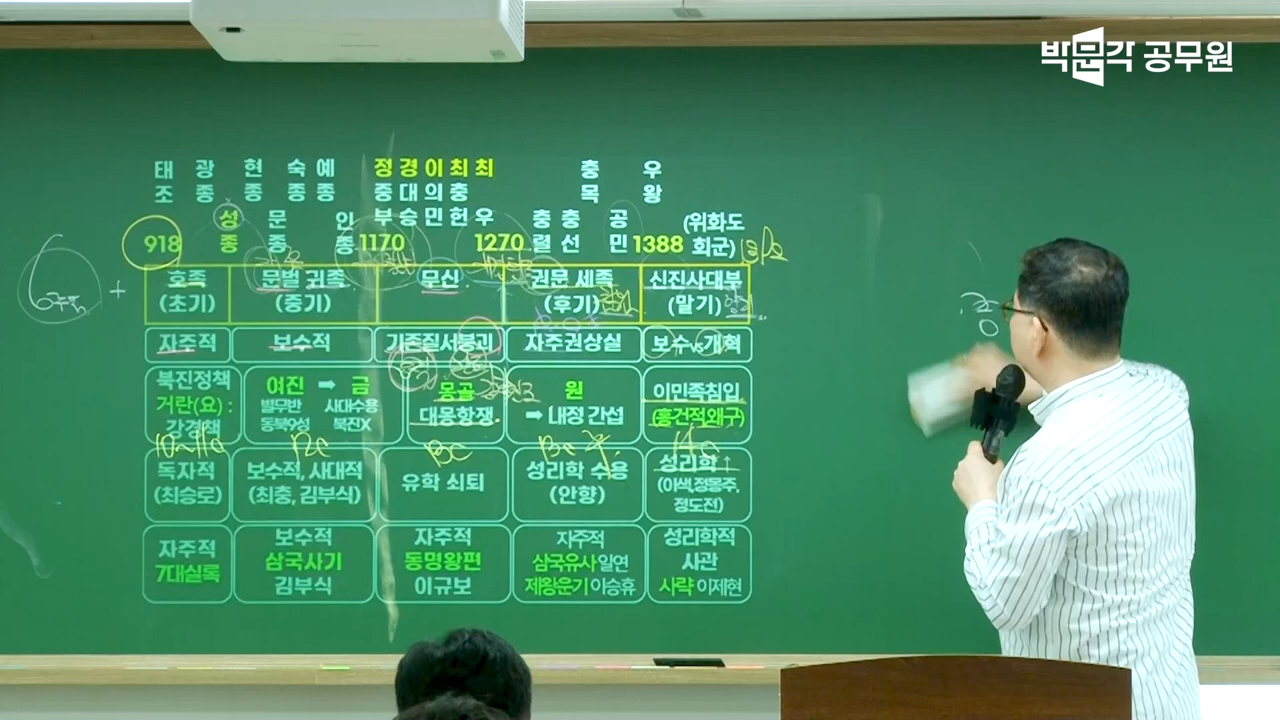 박문각 공무원
태 광 현 숙 예 정 경 이 최 최 충 우
조 종 종 종 종 중 대 의 충 목 왕
성 문 인 부 승 민 헌 우 충 충 공 (위화도
918 종 종 종 1170 1270 렬 선 민 1388 회군)
호족 문벌 귀족 무신 권문 세족 신진사대부
(초기) (중기) (후기) (말기)
자주적 보수적 기존질서붕괴 자주권상실 보수vs개혁
북진정책 여진 ➡ 금 몽골 원 이민족침입
거란(요) : 별무반 사대수용 대몽항쟁 ➡ 내정 간섭 (홍건적,왜구)
강경책 동북9성 북진X
10c~11c 12c 13c 13c 14c
독자적 보수적, 사대적 유학 쇠퇴 성리학 수용 성리학↑
(최승로) (최충, 김부식) (안향) (이색,정몽주,
정도전)
자주적 보수적 자주적 자주적 성리학적
7대실록 삼국사기 동명왕편 삼국유사 일연 사관
김부식 이규보 제왕운기 이승휴 사략 이제현